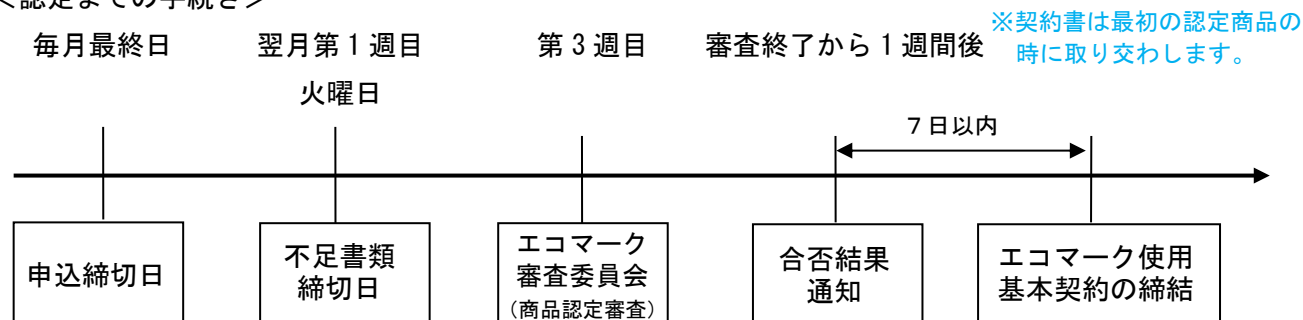 ＜認定までの手続き＞
毎月最終日
翌月第１週目
火曜日
第３週目
審査終了から１週間後
※契約書は最初の認定商品の
時に取り交わします。
７日以内
申込締切日
不足書類
締切日
エコマーク
審査委員会
（商品認定審査）
合否結果
通知
エコマーク使用
基本契約の締結